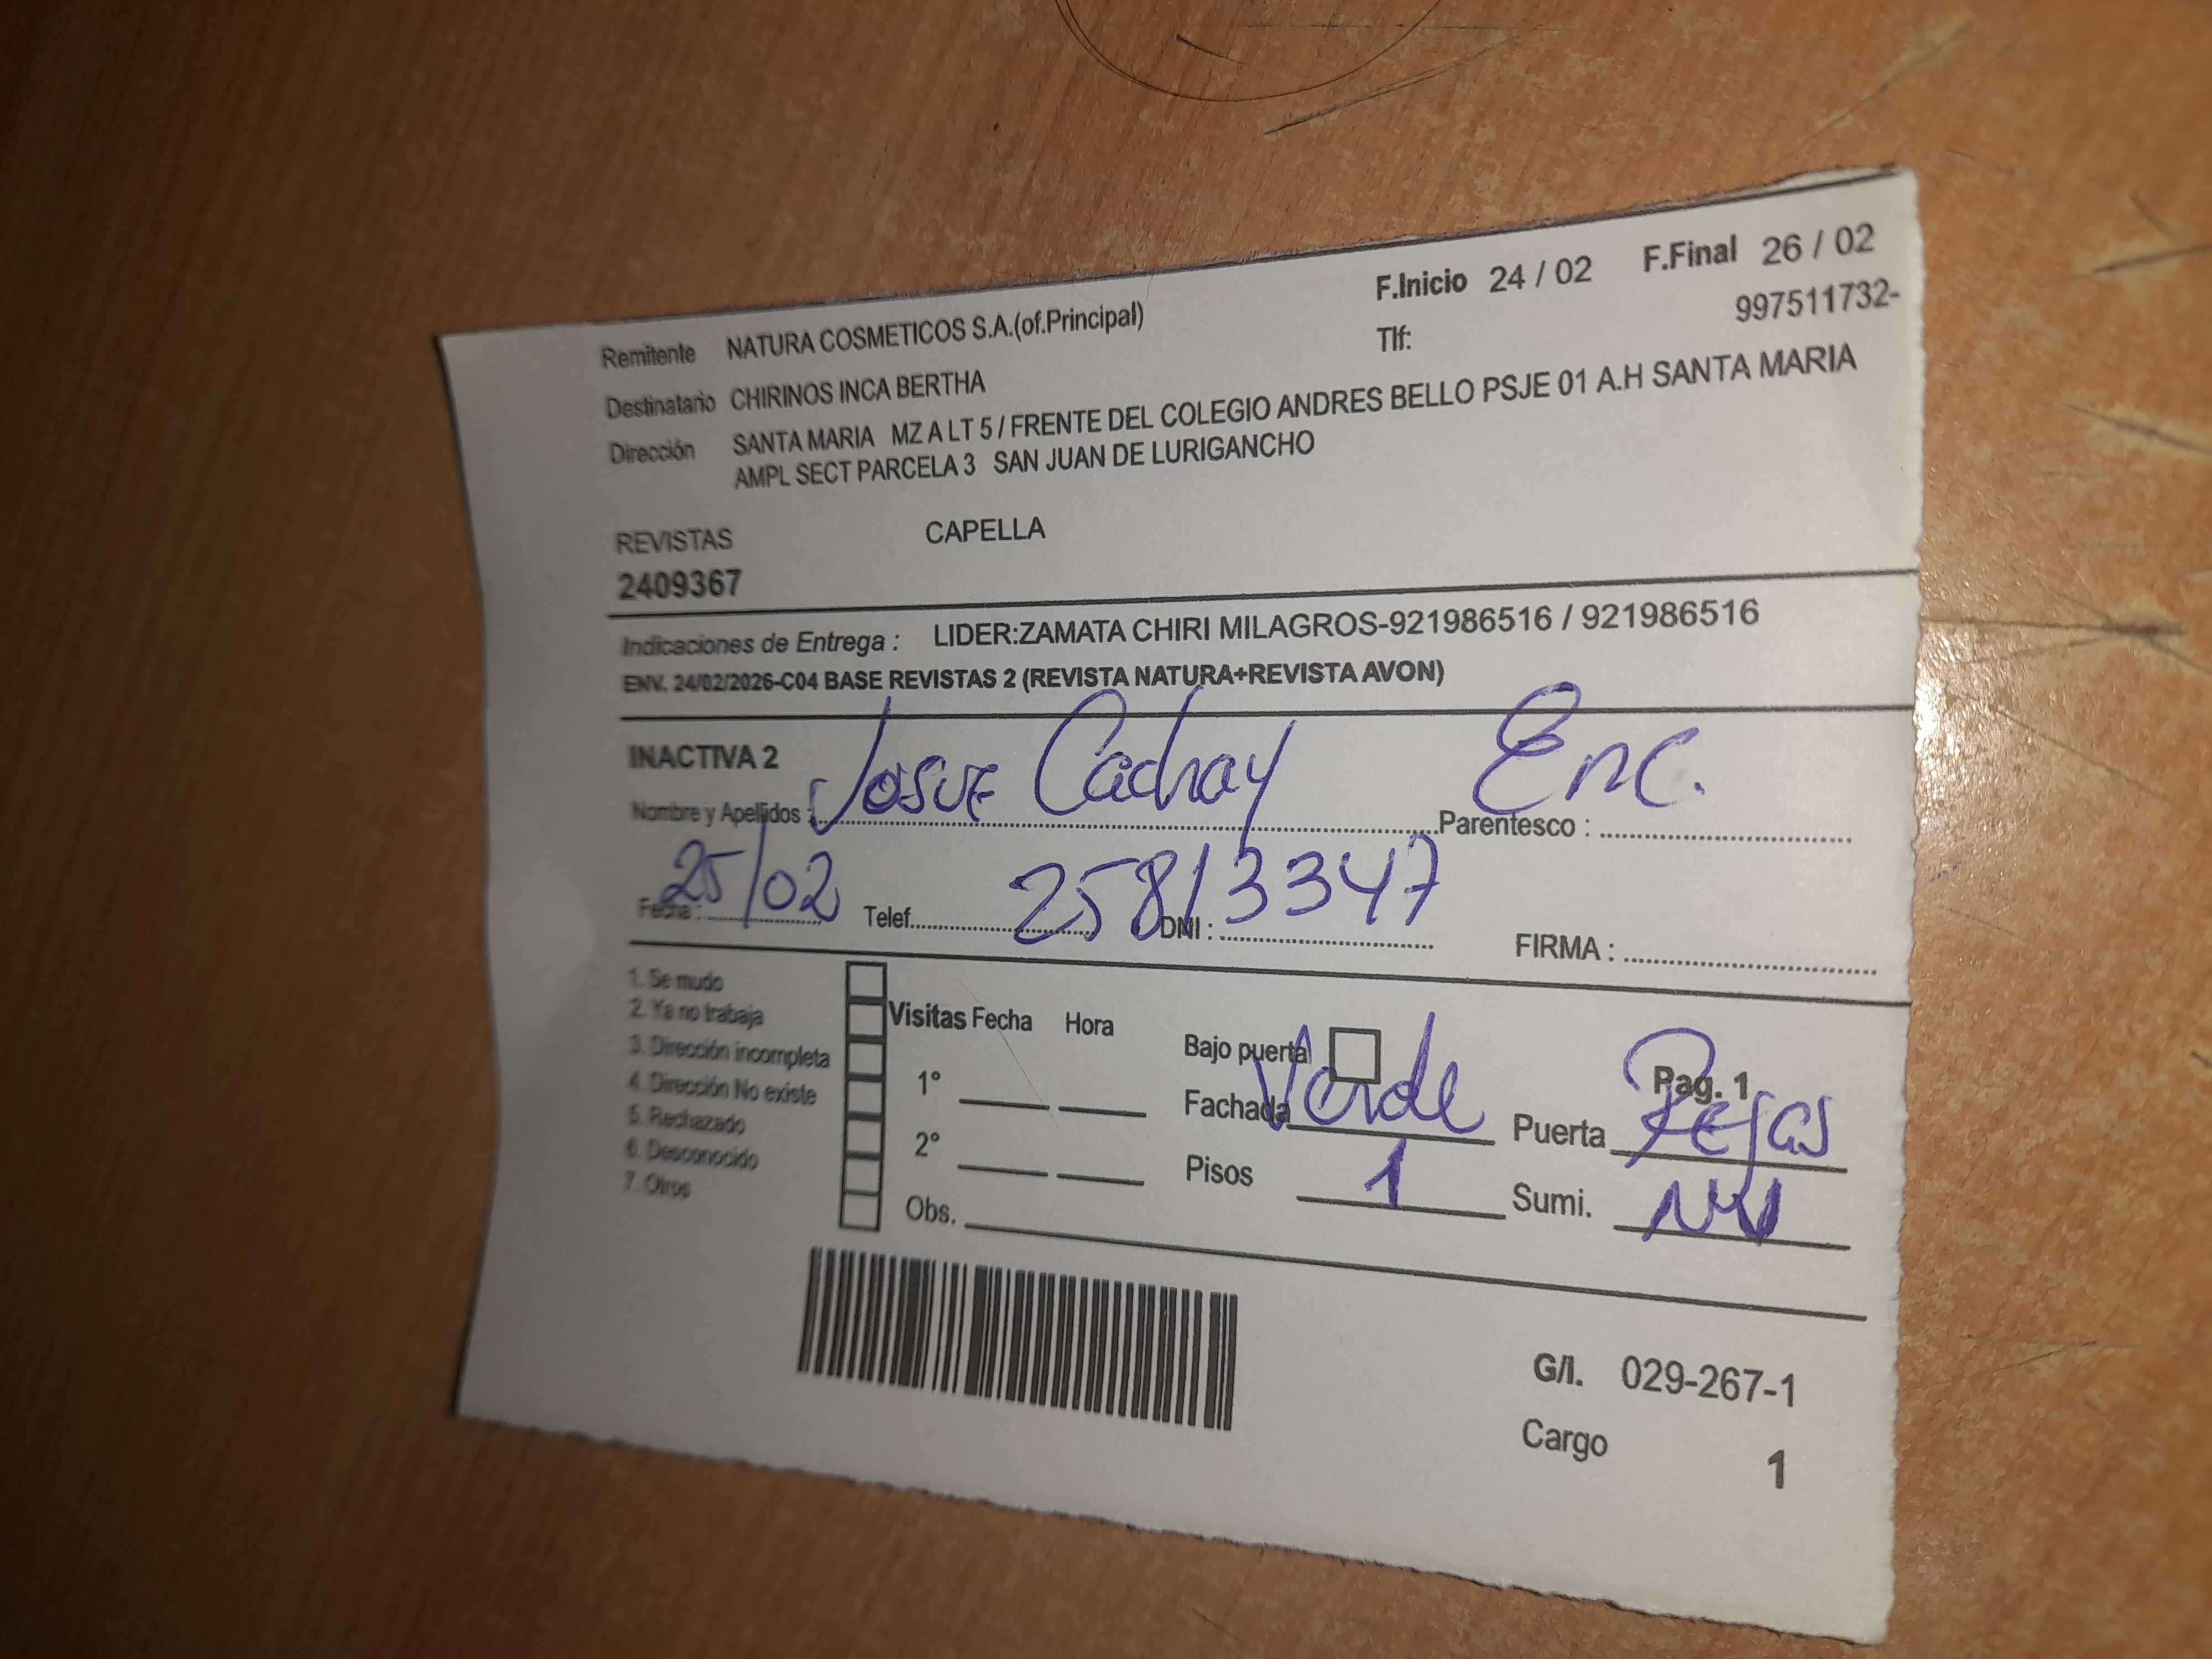 F.Inicio 24 / 02 F.Final 26 / 02
Remitente NATURA COSMETICOS S.A.(of.Principal) Tlf: 997511732-
Destinatario CHIRINOS INCA BERTHA
Dirección SANTA MARIA MZ A LT 5 / FRENTE DEL COLEGIO ANDRES BELLO PSJE 01 A.H SANTA MARIA
AMPL SECT PARCELA 3 SAN JUAN DE LURIGANCHO
REVISTAS CAPELLA
2409367
Indicaciones de Entrega : LIDER:ZAMATA CHIRI MILAGROS-921986516 / 921986516
ENV. 24/02/2026-C04 BASE REVISTAS 2 (REVISTA NATURA+REVISTA AVON)
INACTIVA 2
Nombre y Apellidos : Josue Cachay Parentesco : Enc.
Fecha : 25/02 Telef. DNI : 25813347 FIRMA :
1. Se mudo
2. Ya no trabaja
3. Dirección incompleta
4. Dirección No existe
5. Rechazado
6. Desconocido
7. Otros
Visitas Fecha Hora
1°
2°
Obs.
Bajo puerta Pag. 1
Fachada Verde Puerta Rejas
Pisos 1 Sumi.
G/I. 029-267-1
Cargo 1